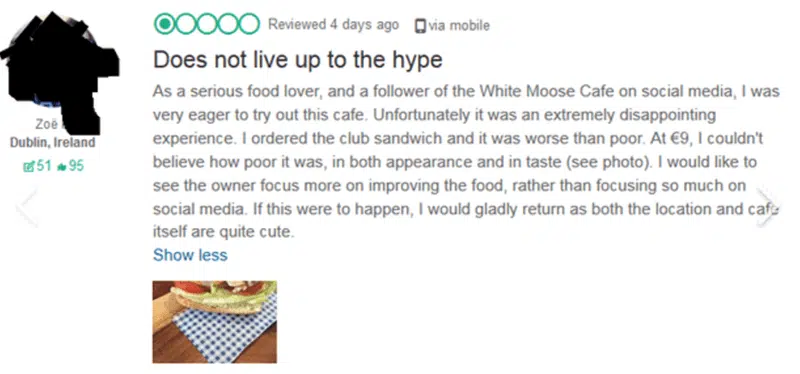 Reviewed 4 days ago via mobile
Does not live up to the hype
As a serious food lover, and a follower of the White Moose Cafe on social media, I was
very eager to try out this cafe. Unfortunately it was an extremely disappointing
experience. I ordered the club sandwich and it was worse than poor. At €9, I couldn't
believe how poor it was, in both appearance and in taste (see photo). I would like to
see the owner focus more on improving the food, rather than focusing so much on
social media. If this were to happen, I would gladly return as both the location and cafe
itself are quite cute.
Show less
Zoë
Dublin, Ireland
51 95